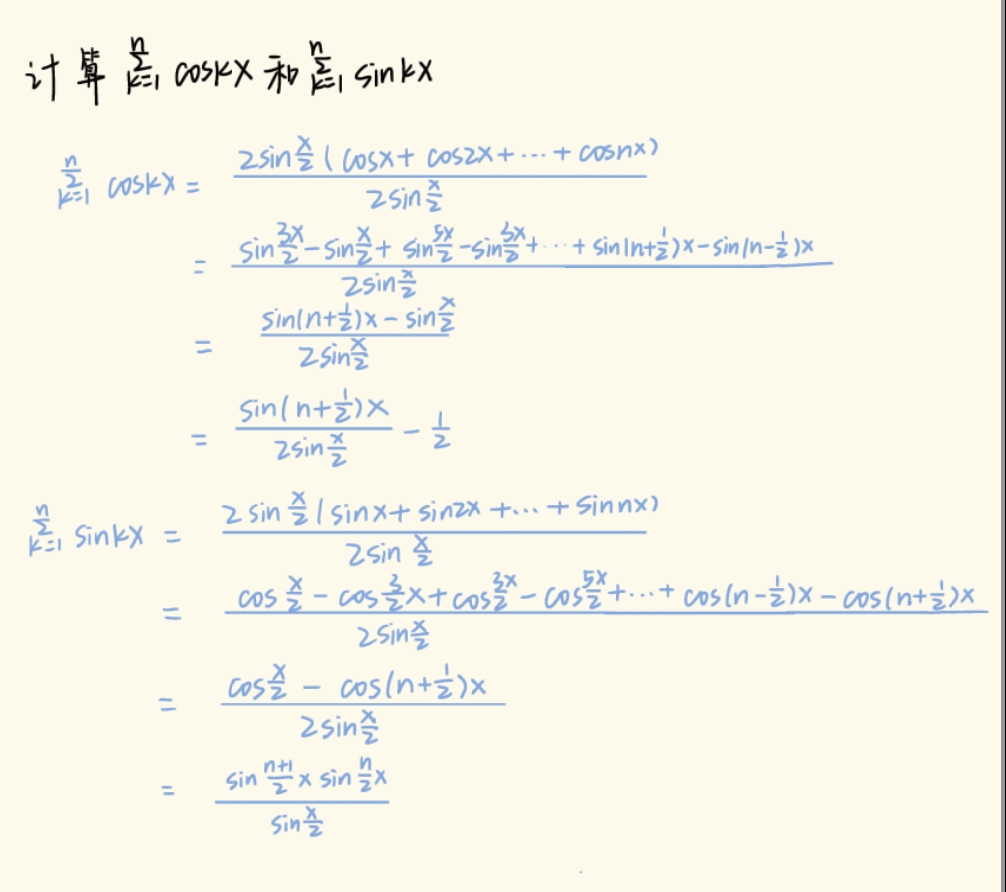 计算 $\sum_{k=1}^{n} \cos kx$ 和 $\sum_{k=1}^{n} \sin kx$
$\sum_{k=1}^{n} \cos kx = \frac{2\sin\frac{x}{2}(\cos x + \cos 2x + \cdots + \cos nx)}{2\sin\frac{x}{2}}$
$= \frac{\sin\frac{3x}{2} - \sin\frac{x}{2} + \sin\frac{5x}{2} - \sin\frac{3x}{2} + \cdots + \sin(n+\frac{1}{2})x - \sin(n-\frac{1}{2})x}{2\sin\frac{x}{2}}$
$= \frac{\sin(n+\frac{1}{2})x - \sin\frac{x}{2}}{2\sin\frac{x}{2}}$
$= \frac{\sin(n+\frac{1}{2})x}{2\sin\frac{x}{2}} - \frac{1}{2}$
$\sum_{k=1}^{n} \sin kx = \frac{2\sin\frac{x}{2}(\sin x + \sin 2x + \cdots + \sin nx)}{2\sin\frac{x}{2}}$
$= \frac{\cos\frac{x}{2} - \cos\frac{3}{2}x + \cos\frac{3x}{2} - \cos\frac{5x}{2} + \cdots + \cos(n-\frac{1}{2})x - \cos(n+\frac{1}{2})x}{2\sin\frac{x}{2}}$
$= \frac{\cos\frac{x}{2} - \cos(n+\frac{1}{2})x}{2\sin\frac{x}{2}}$
$= \frac{\sin\frac{n+1}{2}x \sin\frac{n}{2}x}{\sin\frac{x}{2}}$